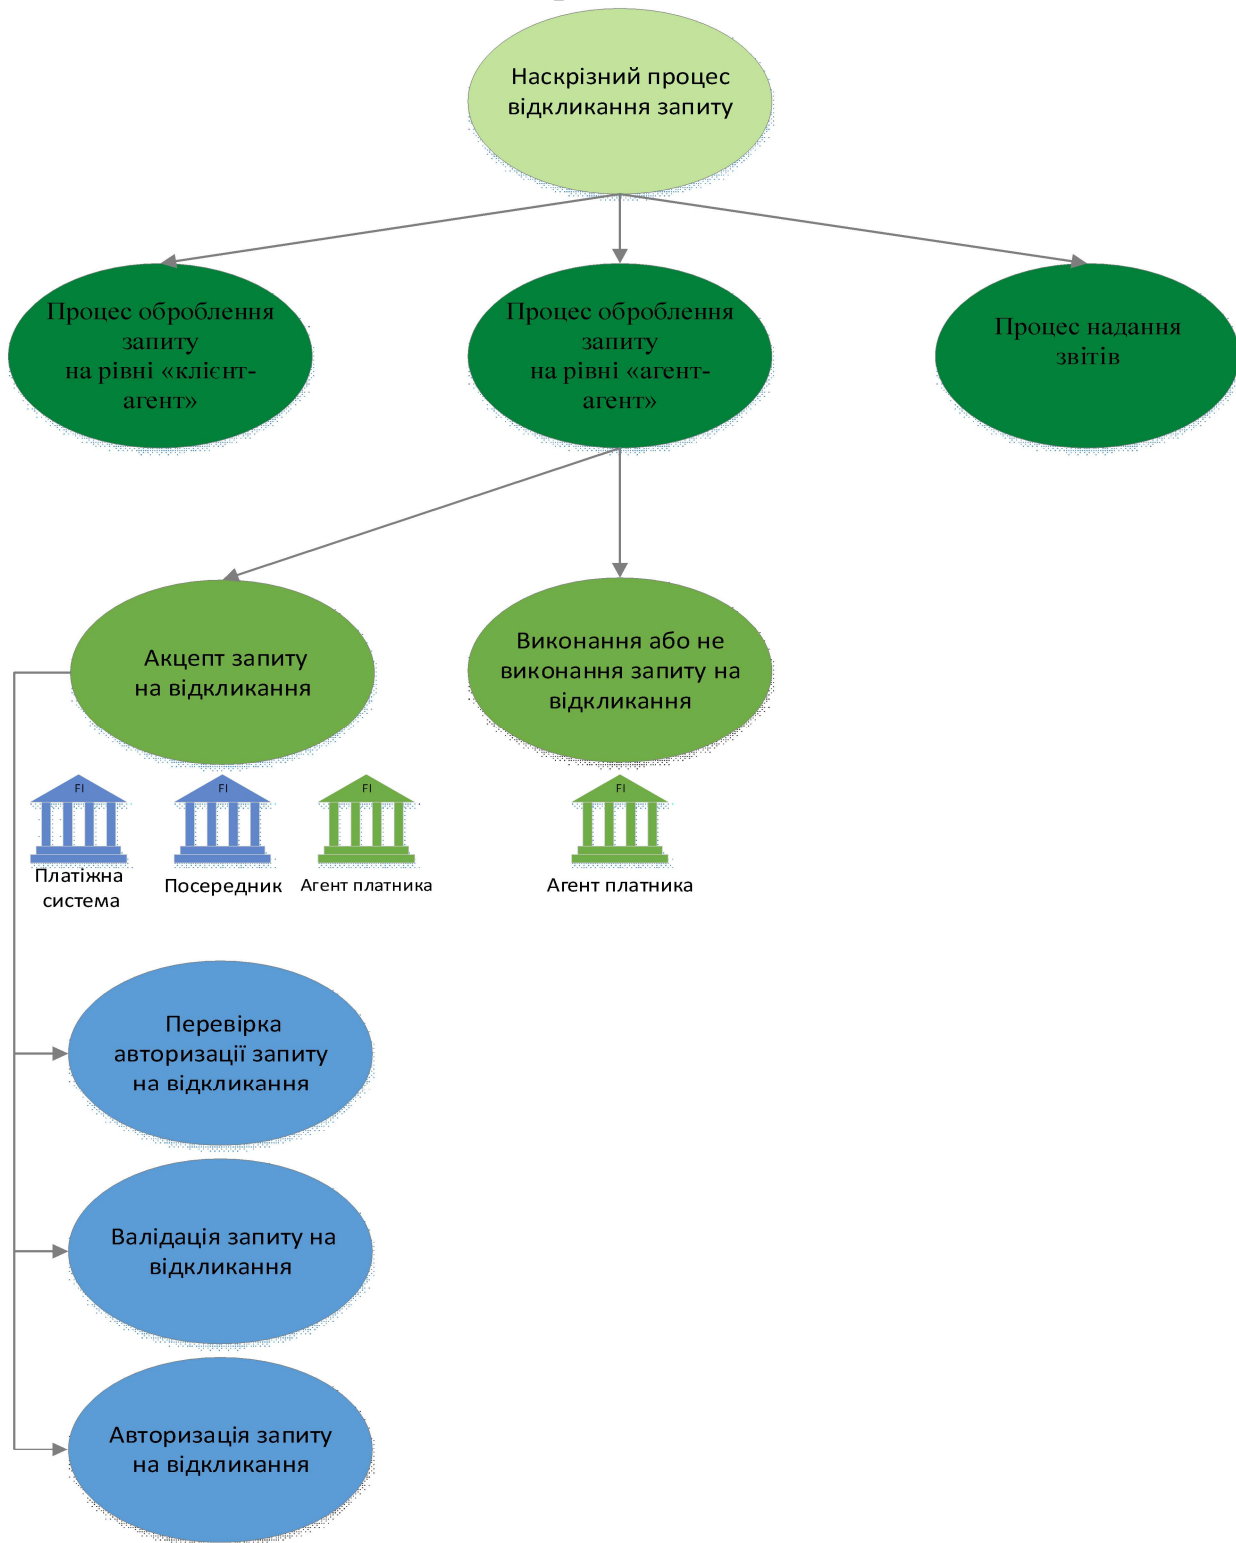 Наскрізний процес
відкликання запиту
Процес оброблення
запиту
на рівні «клієнт-
агент»
Процес оброблення
запиту
на рівні «агент-
агент»
Процес надання
звітів
Акцепт запиту
на відкликання
Виконання або не
виконання запиту на
відкликання
FI
FI
FI
FI
Платіжна
система
Посередник
Агент платника
Агент платника
Перевірка
авторизації запиту
на відкликання
Валідація запиту на
відкликання
Авторизація запиту
на відкликання